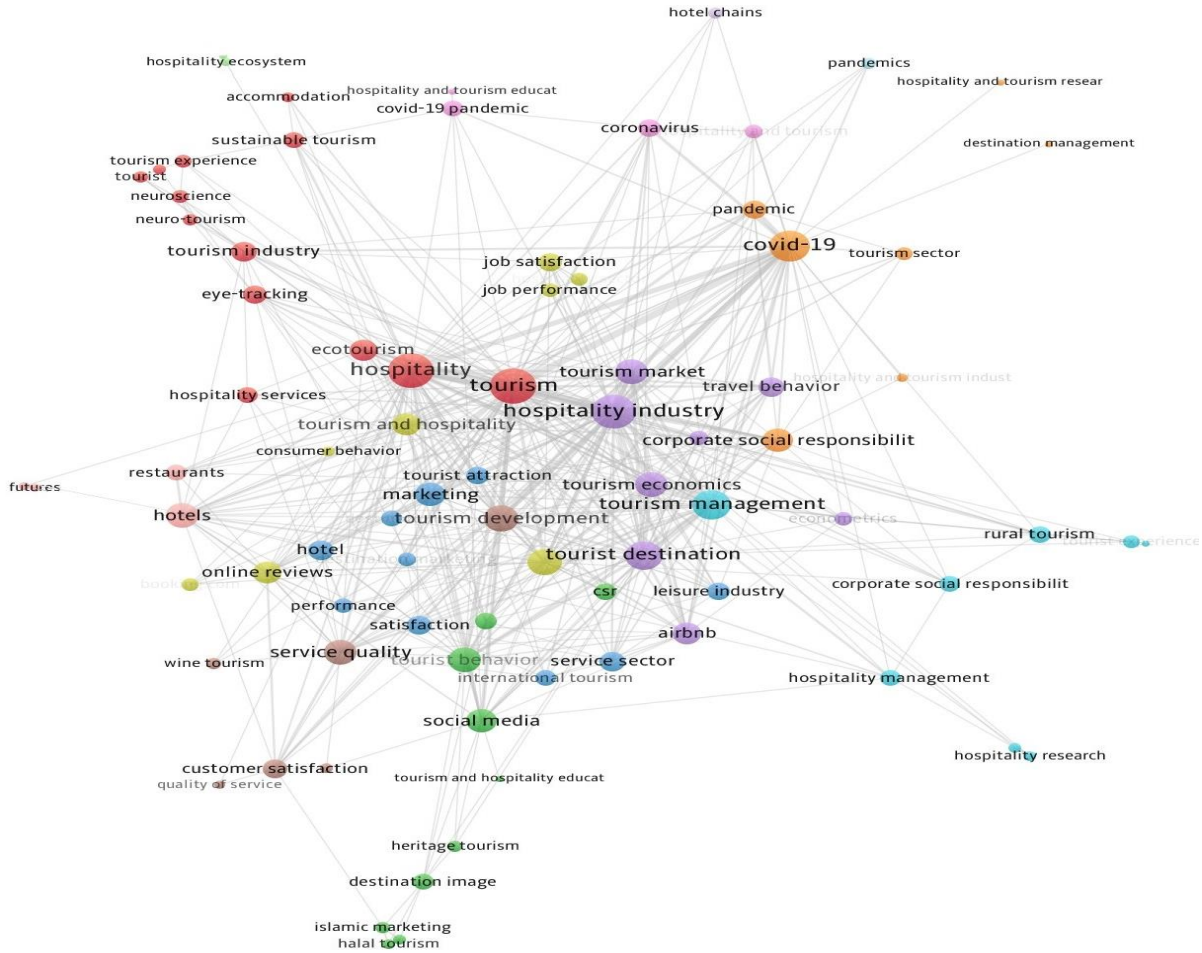 hotel chains
hospitality ecosystem
pandemics
hospitality and tourism resear
accommodation
hospitality and tourism educat
covid-19 pandemic
coronavirus
and tourism
sustainable tourism
destination management
tourism experience
tourist
neuroscience
neuro-tourism
pandemic
tourism industry
covid-19
tourism sector
job satisfaction
job performance
eye-tracking
ecotourism
hospitality
tourism
tourism market
travel behavior
hospitality and tourism indust
hospitality services
hospitality industry
tourism and hospitality
corporate social responsibilit
consumer behavior
restaurants
tourist attraction
futures
marketing
tourism economics
hotels
tourism development
tourism management
econometrics
rural tourism
tourist experience
hotel
tourist destination
marketing
online reviews
corporate social responsibilit
csr
leisure industry
performance
satisfaction
airbnb
service quality
tourist behavior
service sector
wine tourism
international tourism
hospitality management
social media
hospitality research
customer satisfaction
quality of service
tourism and hospitality educat
heritage tourism
destination image
islamic marketing
halal tourism